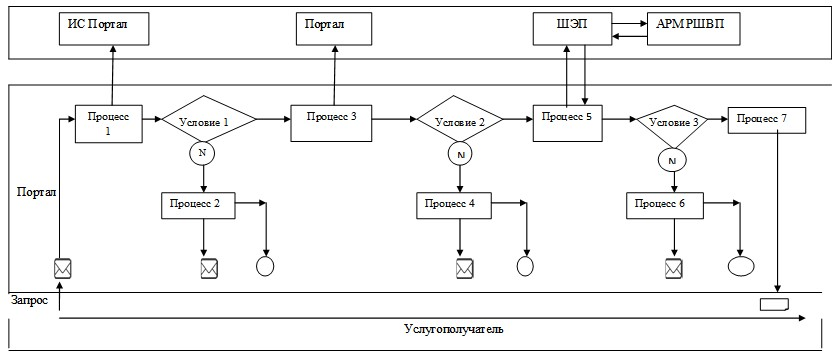 ИС Портал
Портал
ШЭП
АРМ РШВП
Процесс
1
Условие 1
Процесс 3
Условие 2
Процесс 5
Условие 3
Процесс 7
N
N
N
Портал
Процесс 2
Процесс 4
Процесс 6
Запрос
Услугополучатель